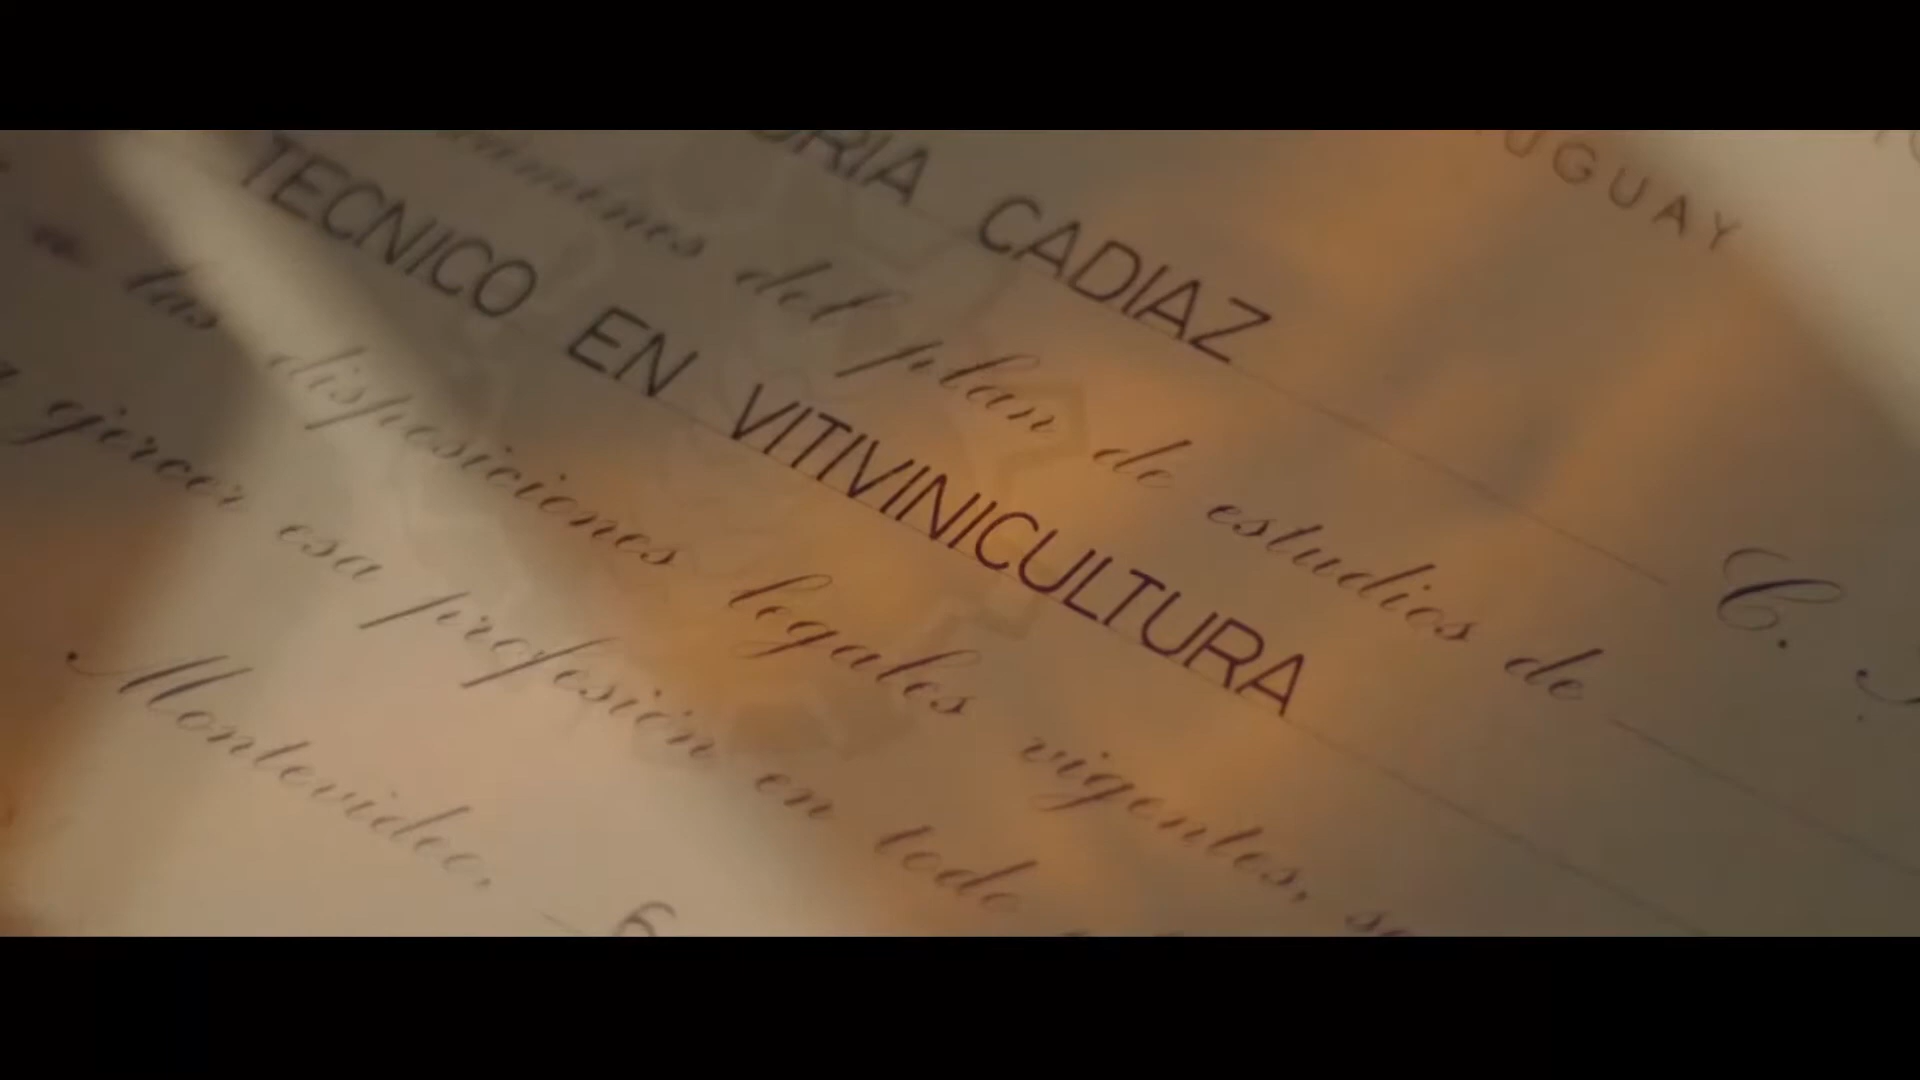 UGUAY
ORIA CADIAZ C.
del plan de estudios de
TECNICO EN VITIVINICULTURA
a las disposiciones legales vigentes,
ejercer esa profesión en todo
Montevideo, 6